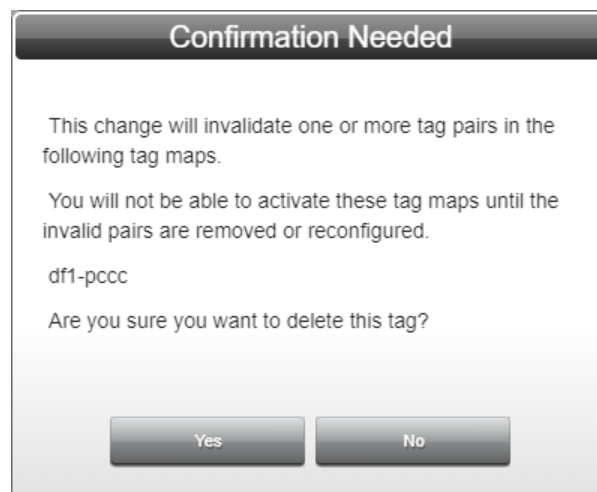 Confirmation Needed
This change will invalidate one or more tag pairs in the
following tag maps.
You will not be able to activate these tag maps until the
invalid pairs are removed or reconfigured.
df1-pccc
Are you sure you want to delete this tag?
Yes
No